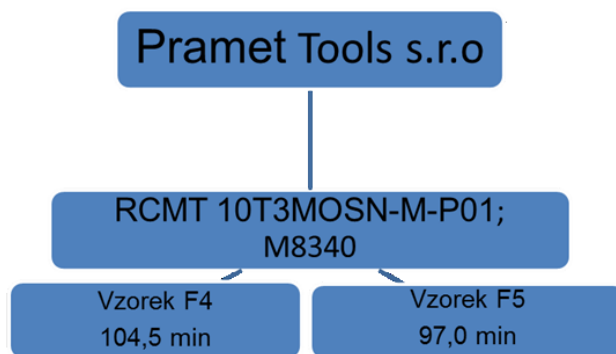 Pramet Tools s.r.o
RCMT 10T3MOSN-M-P01;
M8340
Vzorek F4
104,5 min
Vzorek F5
97,0 min